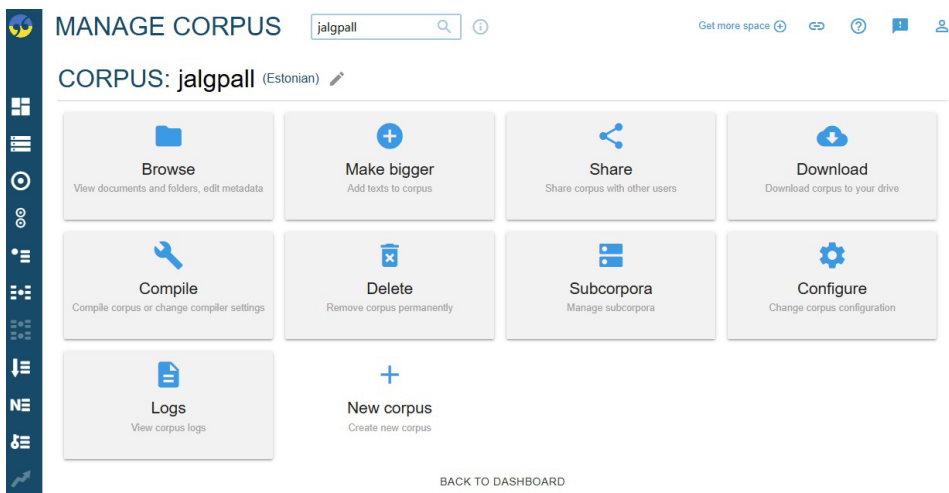 MANAGE CORPUS
jalgpall
Get more space
CORPUS: jalgpall (Estonian)
Browse
View documents and folders, edit metadata
Make bigger
Add texts to corpus
Share
Share corpus with other users
Download
Download corpus to your drive
Compile
Compile corpus or change compiler settings
Delete
Remove corpus permanently
Subcorpora
Manage subcorpora
Configure
Change corpus configuration
Logs
View corpus logs
New corpus
Create new corpus
BACK TO DASHBOARD